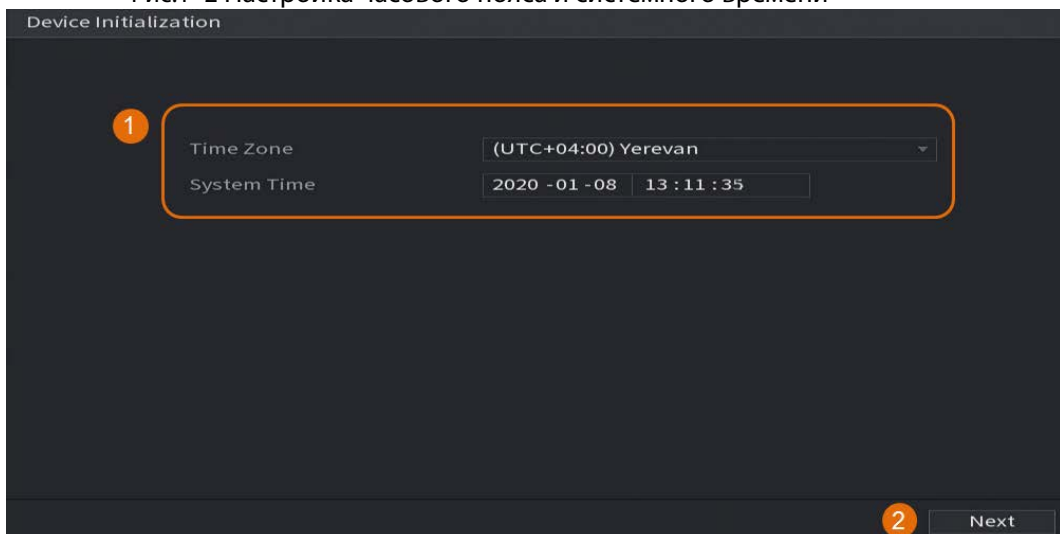 2 Настройка часового пояса и системного времени
Device Initialization
1
Time Zone (UTC+04:00) Yerevan
System Time 2020 -01 -08 13 : 11 : 35
2 Next